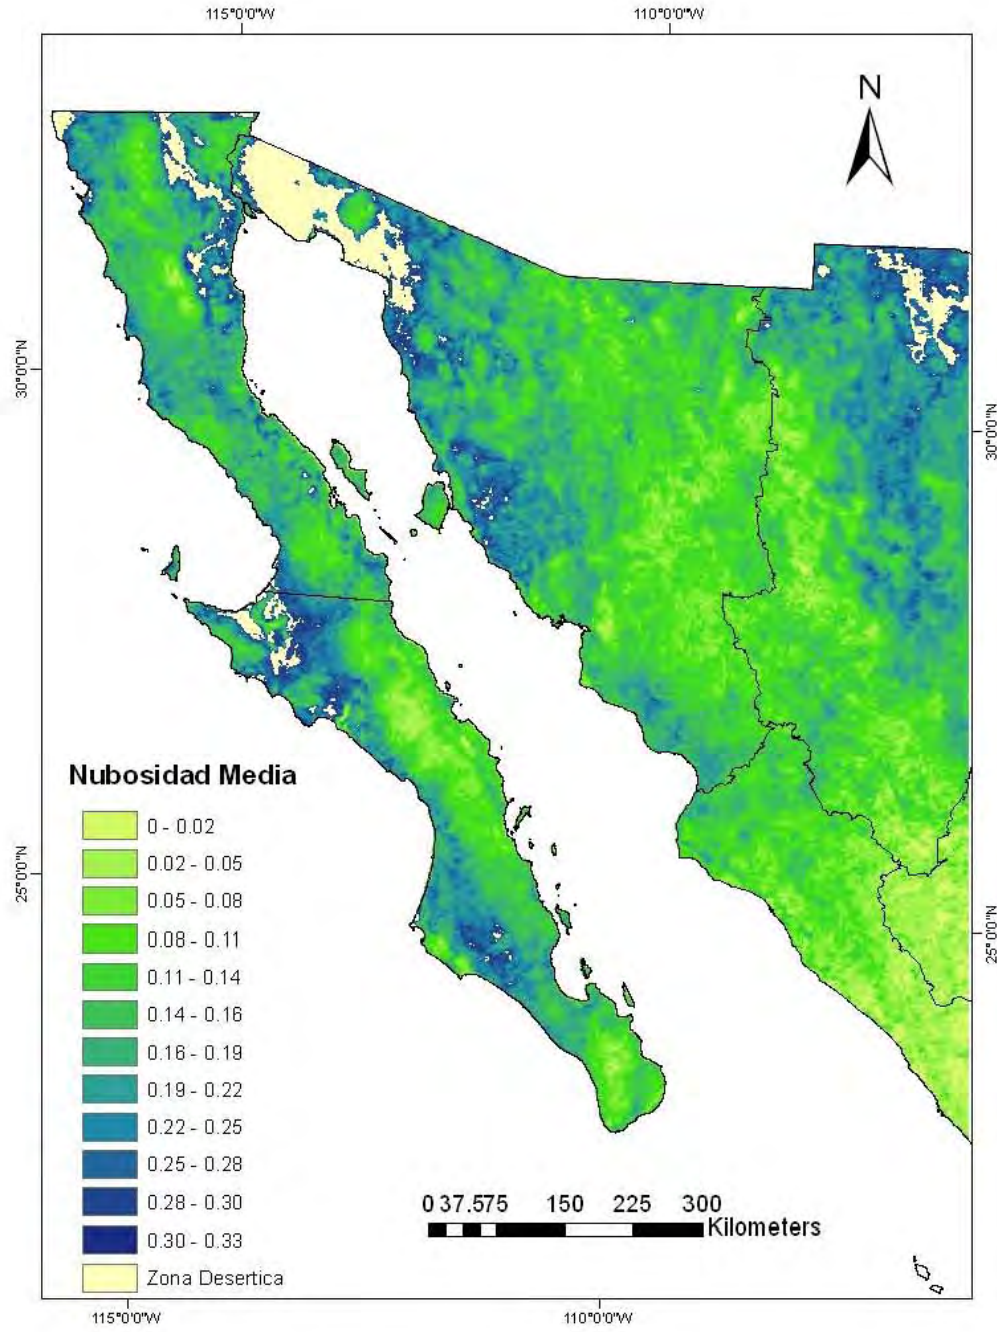 115°0'0"W 110°0'0"W
N
30°0'0"N
30°0'0"N
Nubosidad Media
0 - 0.02
0.02 - 0.05
0.05 - 0.08
0.08 - 0.11
0.11 - 0.14
0.14 - 0.16
0.16 - 0.19
0.19 - 0.22
0.22 - 0.25
0.25 - 0.28
0.28 - 0.30
0.30 - 0.33
Zona Desertica
25°0'0"N
25°0'0"N
0 37.575 150 225 300
Kilometers
115°0'0"W 110°0'0"W